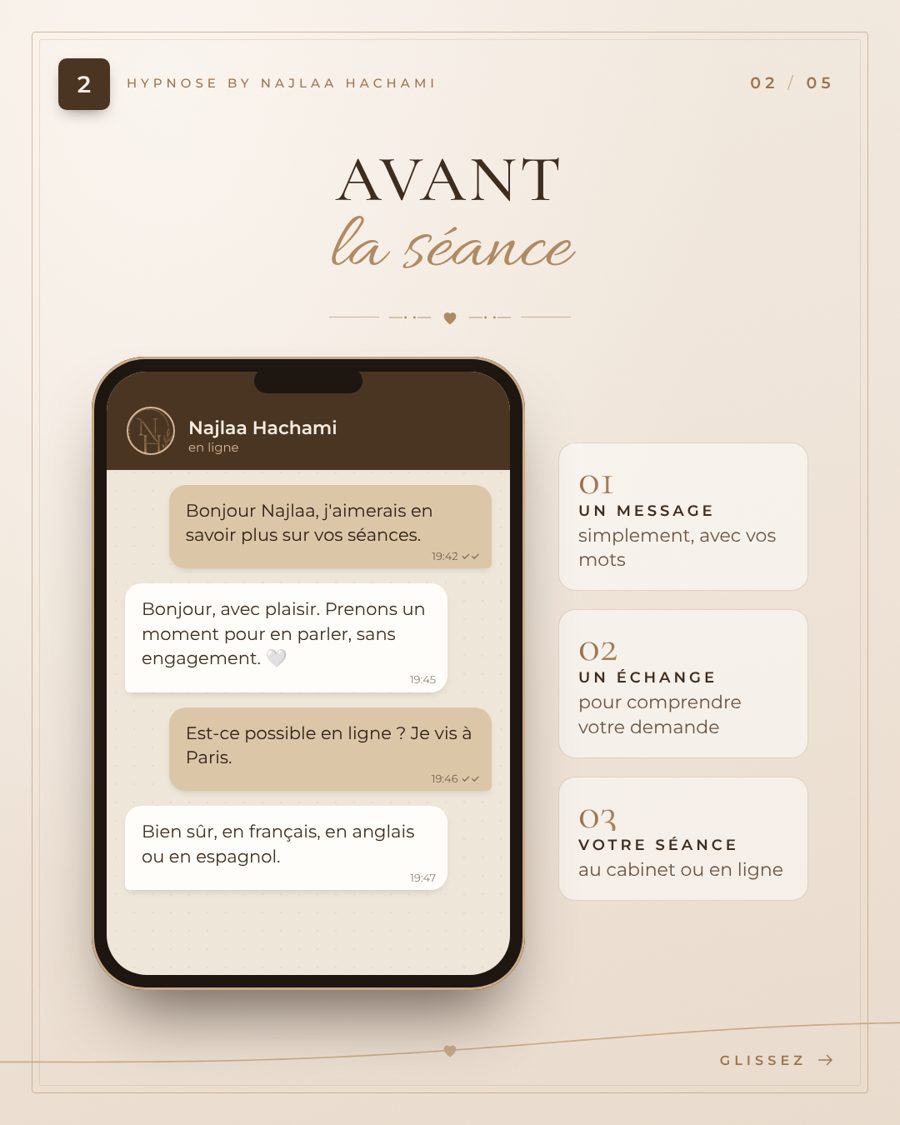 2
HYPNOSE BY NAJLAA HACHAMI
02 / 05
AVANT
la séance
NH
Najlaa Hachami
en ligne
Bonjour Najlaa, j'aimerais en
savoir plus sur vos séances.
19:42
Bonjour, avec plaisir. Prenons un
moment pour en parler, sans
engagement. 🤍
19:45
Est-ce possible en ligne ? Je vis à
Paris.
19:46
Bien sûr, en français, en anglais
ou en espagnol.
19:47
01
UN MESSAGE
simplement, avec vos
mots
02
UN ÉCHANGE
pour comprendre
votre demande
03
VOTRE SÉANCE
au cabinet ou en ligne
GLISSEZ →